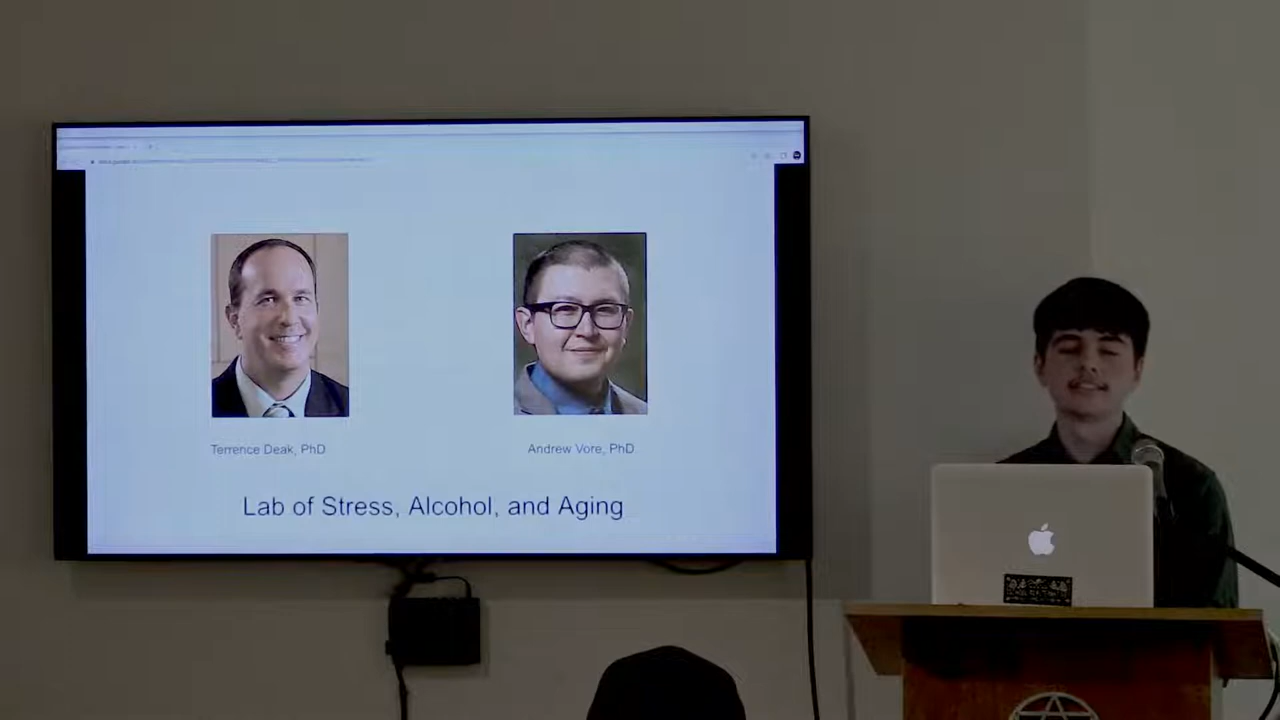 Terrence Deak, PhD
Andrew Vore, PhD
Lab of Stress, Alcohol, and Aging